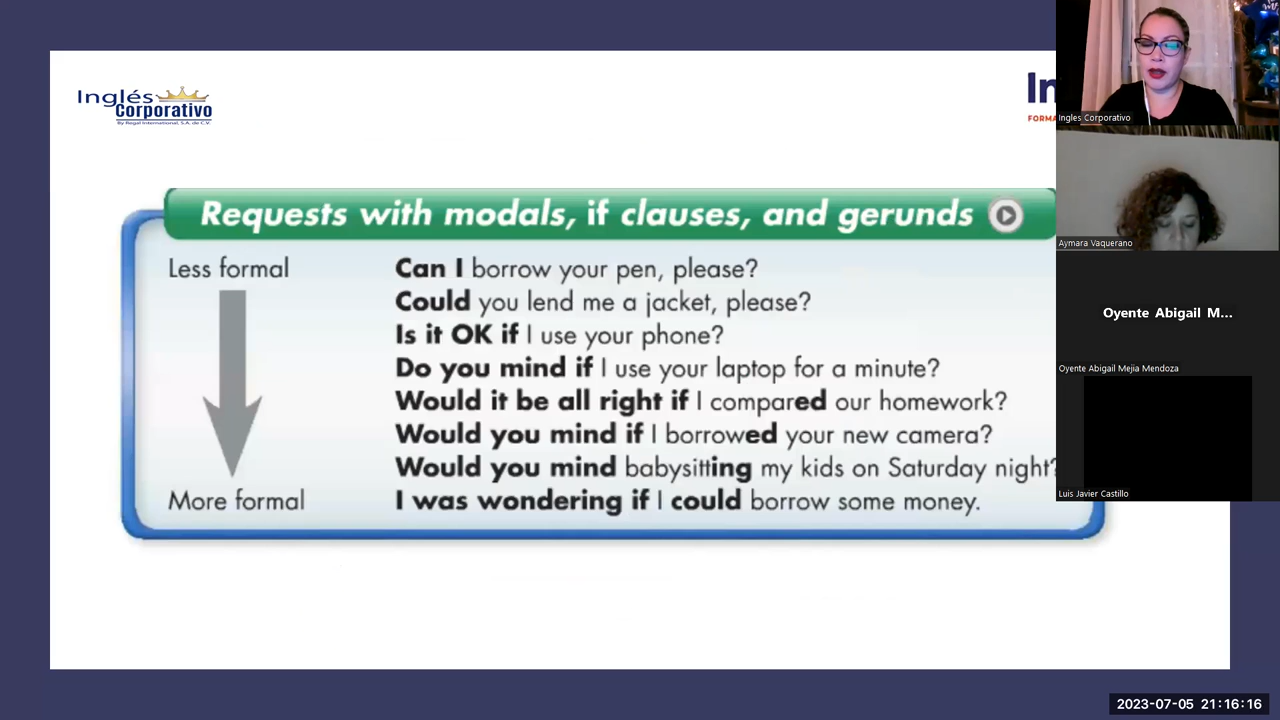 Inglés
Corporativo
By Regal International, S.A. de C.V.
Requests with modals, if clauses, and gerunds
Less formal
Can I borrow your pen, please?
Could you lend me a jacket, please?
Is it OK if I use your phone?
Do you mind if I use your laptop for a minute?
Would it be all right if I compared our homework?
Would you mind if I borrowed your new camera?
Would you mind babysitting my kids on Saturday night?
More formal
I was wondering if I could borrow some money.
Ingles Corporativo
Aymara Vaquerano
Oyente Abigail M...
Oyente Abigail Mejia Mendoza
Luis Javier Castillo
2023-07-05 21:16:16